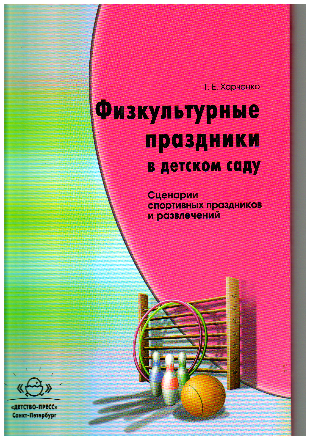 Т. Е. Харченко
Физкультурные
праздники
в детском саду
Сценарии
спортивных праздников
и развлечений
«ДЕТСТВО-ПРЕСС»
Санкт-Петербург